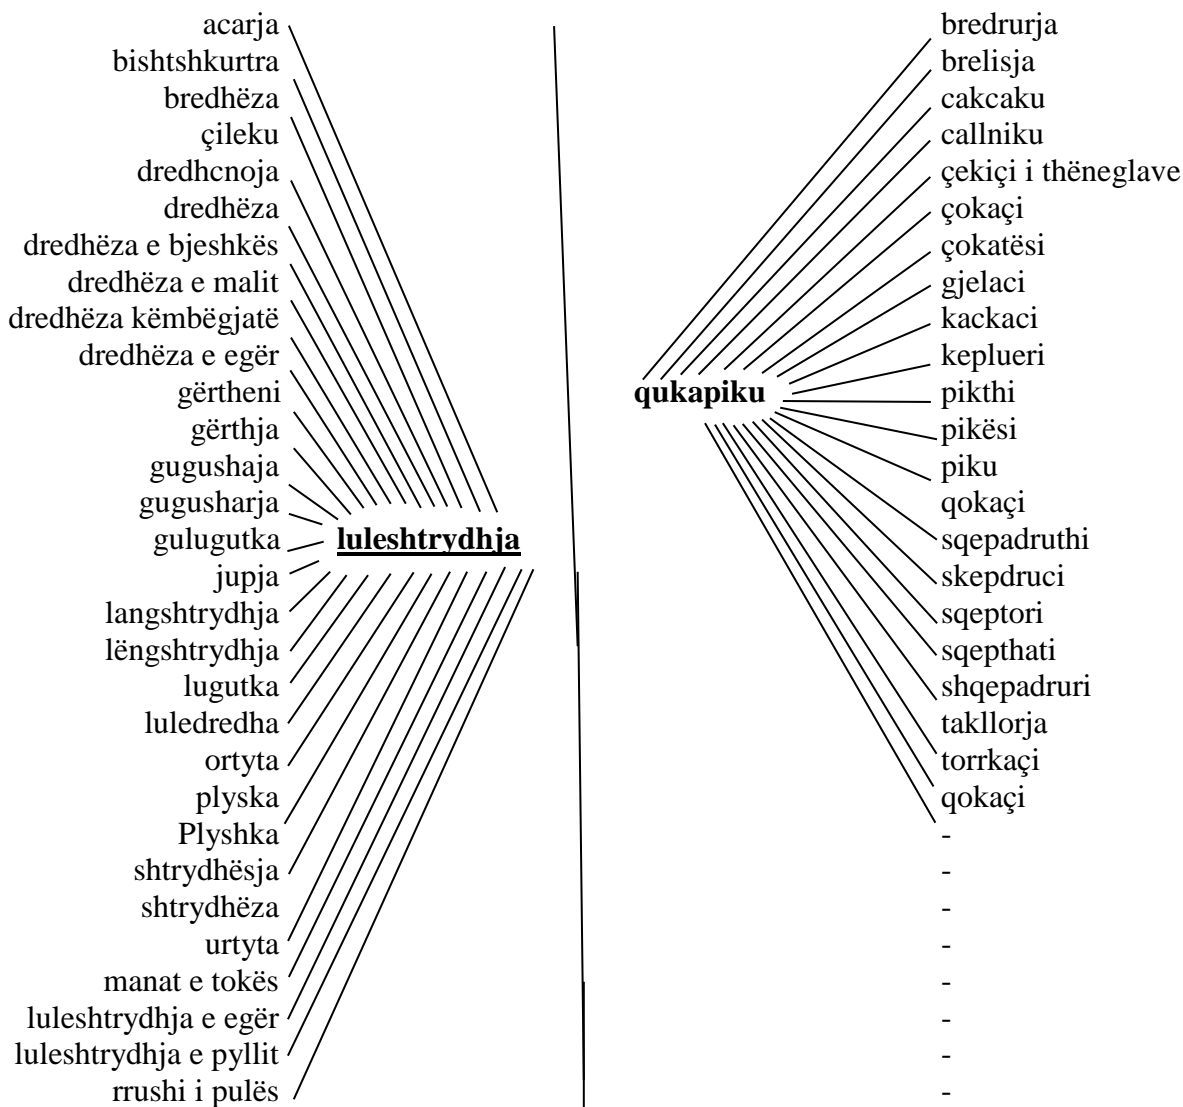 acarja
bishtshkurtra
bredhëza
çileku
dredhcnoja
dredhëza
dredhëza e bjeshkës
dredhëza e malit
dredhëza këmbëgjatë
dredhëza e egër
gërtheni
gërthja
gugushaja
gugusharja
gulugutka
jupja
langshtrydhja
lëngshtrydhja
lugutka
luledredha
ortyta
plyska
Plyshka
shtrydhësja
shtrydhëza
urtyta
manat e tokës
luleshtrydhja e egër
luleshtrydhja e pyllit
rrushi i pulës
luleshtrydhja
qukapiku
bredrurja
brelisja
cakcaku
callniku
çekiçi i thëneglave
çokaçi
çokatësi
gjelaci
kackaci
keplueri
pikthi
pikësi
piku
qokaçi
sqepadruthi
skepdruci
sqeptori
sqepthati
shqepadruri
takllorja
torrkaçi
qokaçi
-
-
-
-
-
-
-
-